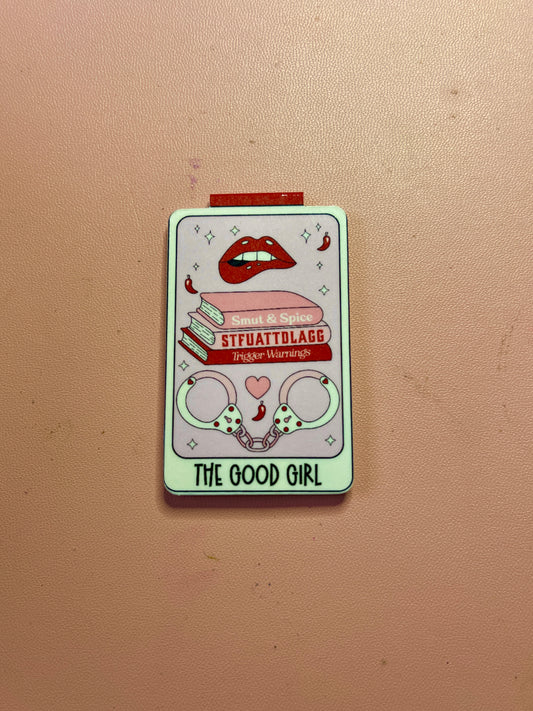 Smut & Spice
STFUATTDLAGG
Trigger Warnings
THE GOOD GIRL